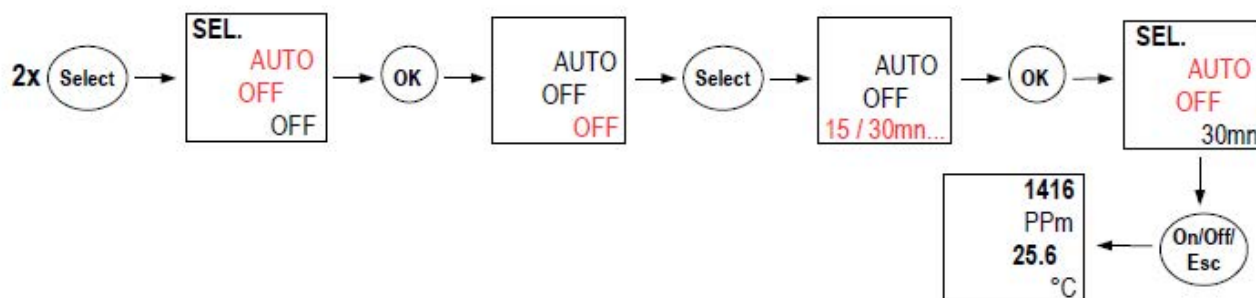 2x
Select
SEL.
AUTO
OFF
OFF
OK
AUTO
OFF
OFF
Select
AUTO
OFF
15 / 30mn...
OK
SEL.
AUTO
OFF
30mn
On/Off/
Esc
1416
PPm
25.6
°C